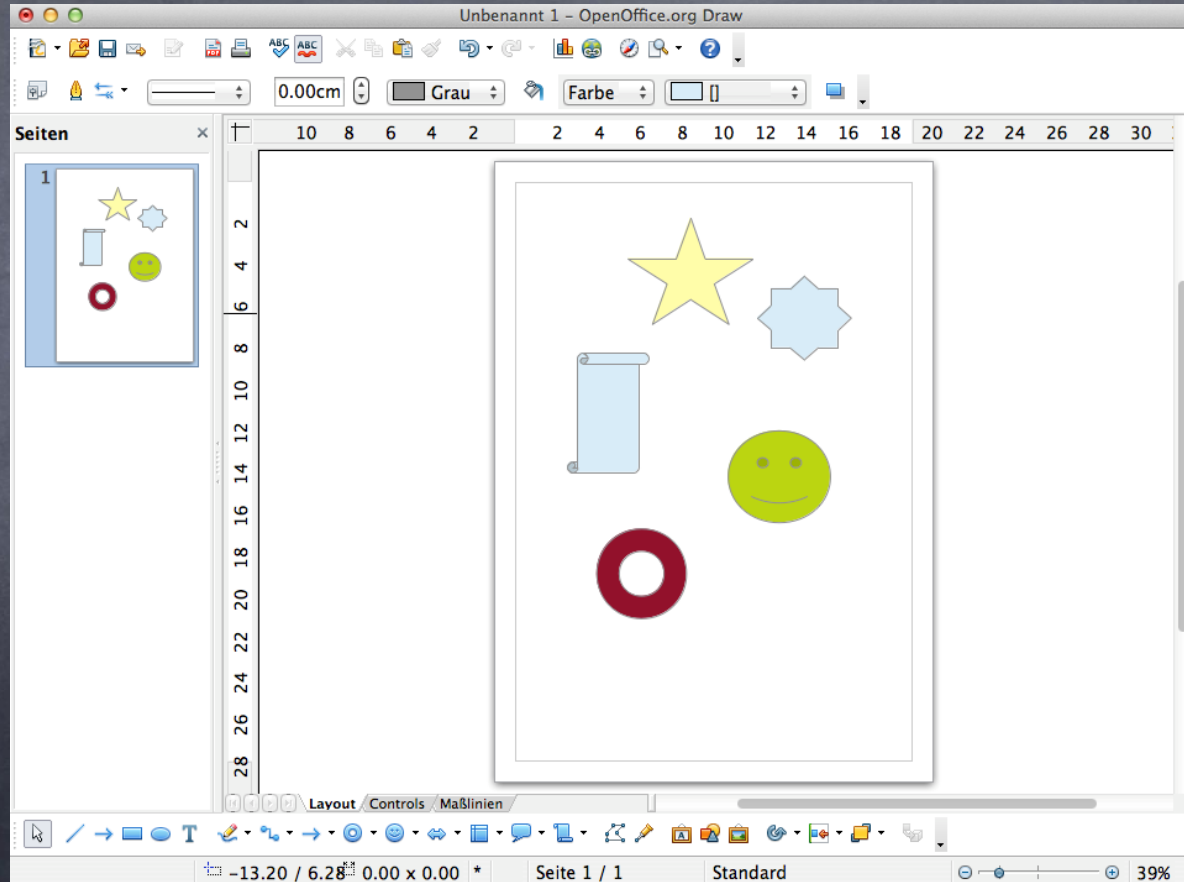 Unbenannt 1 – OpenOffice.org Draw
ABC ABC
PDF
0.00cm Grau Farbe []
Seiten
10 8 6 4 2 2 4 6 8 10 12 14 16 18 20 22 24 26 28 30
1
2
4
6
8
10
12
14
16
18
20
22
24
26
28
Layout Controls Maßlinien
T
A
-13.20 / 6.28 0.00 x 0.00 * Seite 1 / 1 Standard 39%